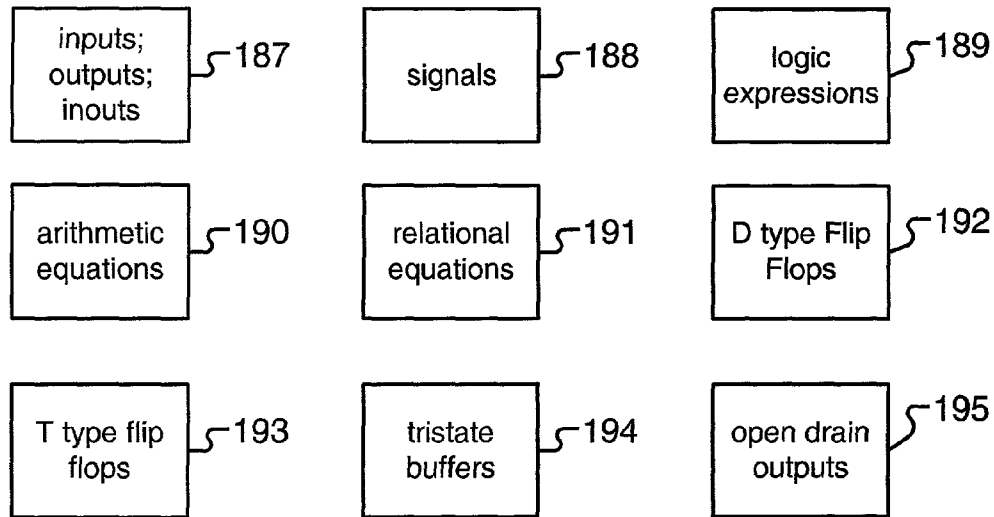 inputs;
outputs;
inouts
187
signals
188
logic
expressions
189
arithmetic
equations
190
relational
equations
191
D type Flip
Flops
192
T type flip
flops
193
tristate
buffers
194
open drain
outputs
195